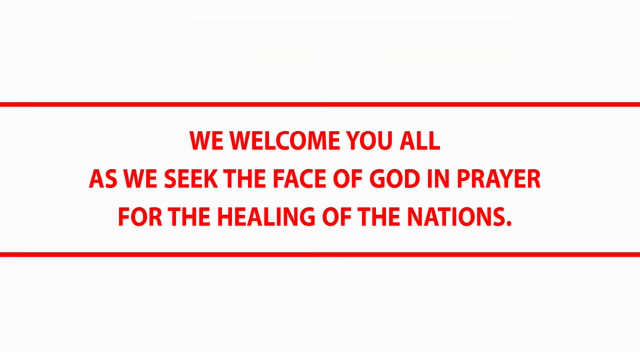 WE WELCOME YOU ALL
AS WE SEEK THE FACE OF GOD IN PRAYER
FOR THE HEALING OF THE NATIONS.